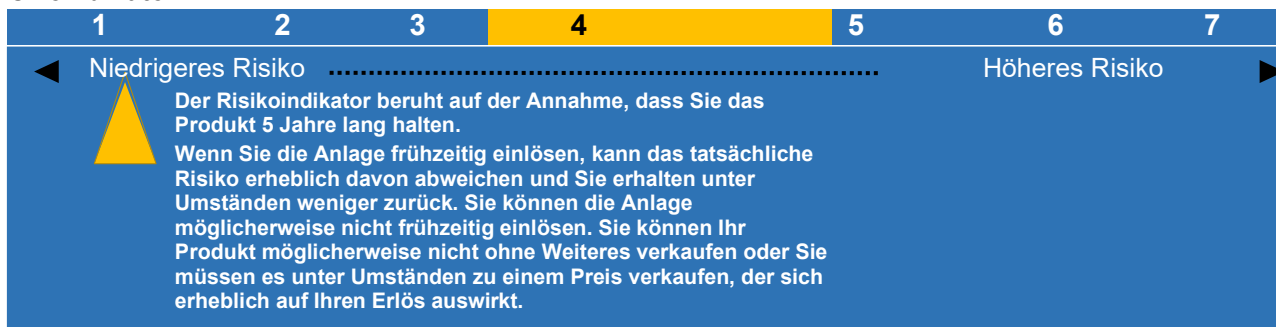 1 2 3 4 5 6 7
Niedrigeres Risiko Höheres Risiko
Der Risikoindikator beruht auf der Annahme, dass Sie das
Produkt 5 Jahre lang halten.
Wenn Sie die Anlage frühzeitig einlösen, kann das tatsächliche
Risiko erheblich davon abweichen und Sie erhalten unter
Umständen weniger zurück. Sie können die Anlage
möglicherweise nicht frühzeitig einlösen. Sie können Ihr
Produkt möglicherweise nicht ohne Weiteres verkaufen oder Sie
müssen es unter Umständen zu einem Preis verkaufen, der sich
erheblich auf Ihren Erlös auswirkt.